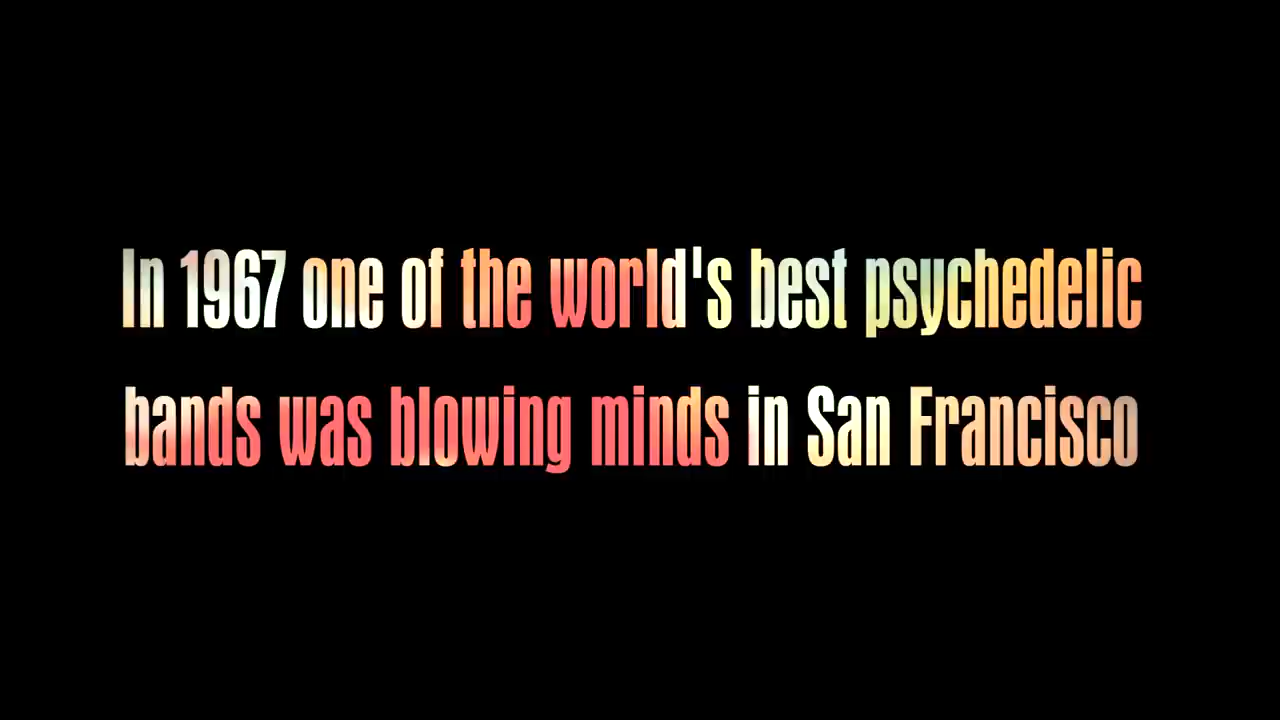 In 1967 one of the world's best psychedelic
bands was blowing minds in San Francisco